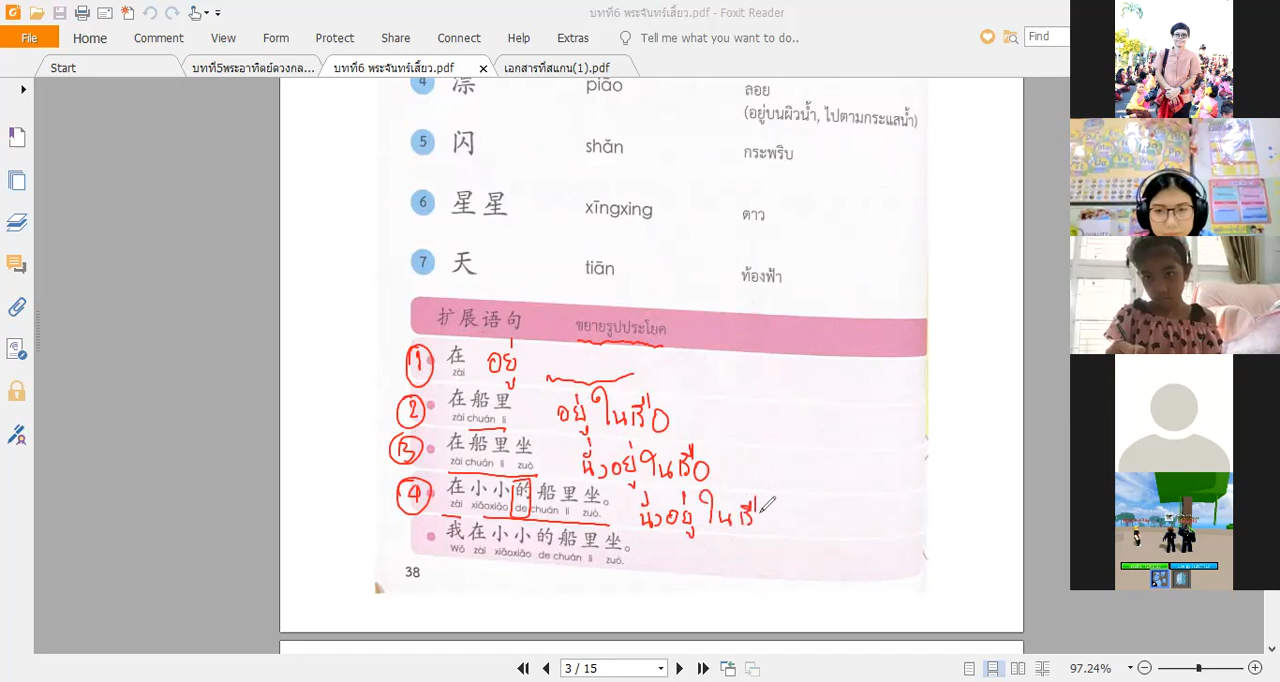 บทที่6 พระจันทร์เสี้ยว.pdf - Foxit Reader
File Home Comment View Form Protect Share Connect Help Extras Tell me what you want to do.. Find
Start บทที่5พระอาทิตย์ดวงกล... บทที่6 พระจันทร์เสี้ยว.pdf เอกสารที่สแกน(1).pdf
4 漂 piāo ลอย
(อยู่บนผิวน้ำ, ไปตามกระแสน้ำ)
5 闪 shǎn กระพริบ
6 星星 xīngxing ดาว
7 天 tiān ท้องฟ้า
扩展语句 ขยายรูปประโยค
1 在 อยู่
zài
2 在船里 อยู่ในเรือ
zài chuán li
3 在船里坐 นั่งอยู่ในเรือ
zài chuán li zuò
4 在小小的船里坐。 นั่งอยู่ในเรื
zài xiǎoxiǎo de chuán li zuò.
我在小小的船里坐。
Wǒ zài xiǎoxiǎo de chuán li zuò.
38
3 / 15 97.24%